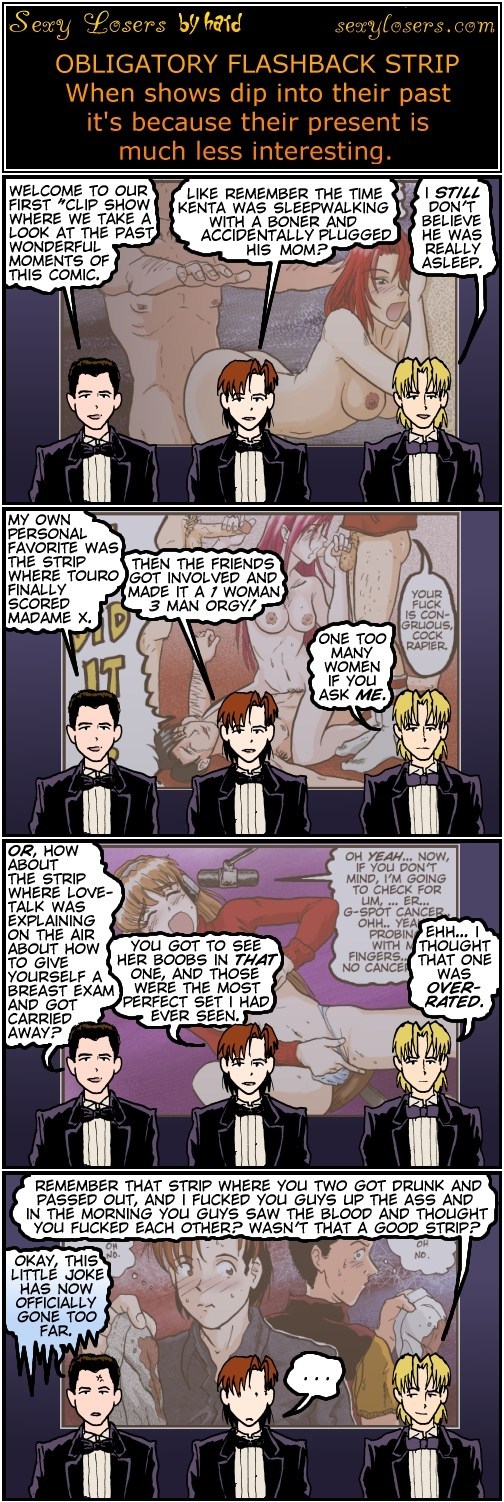 Sexy Losers by hard
sexylosers.com
OBLIGATORY FLASHBACK STRIP
When shows dip into their past
it's because their present is
much less interesting.
WELCOME TO OUR
FIRST "CLIP SHOW
WHERE WE TAKE A
LOOK AT THE PAST
WONDERFUL
MOMENTS OF
THIS COMIC.
LIKE REMEMBER THE TIME
KENTA WAS SLEEPWALKING
WITH A BONER AND
ACCIDENTALLY PLUGGED
HIS MOM?
I STILL
DON'T
BELIEVE
HE WAS
REALLY
ASLEEP.
MY OWN
PERSONAL
FAVORITE WAS
THE STRIP
WHERE TOURO
FINALLY
SCORED
MADAME X.
THEN THE FRIENDS
GOT INVOLVED AND
MADE IT A 1 WOMAN
3 MAN ORGY!
YOUR
FUCK
IS CON-
GRUOUS,
COCK
RAPIER.
IT
ONE TOO
MANY
WOMEN
IF YOU
ASK ME.
OR, HOW
ABOUT
THE STRIP
WHERE LOVE-
TALK WAS
EXPLAINING
ON THE AIR
ABOUT HOW
TO GIVE
YOURSELF A
BREAST EXAM
AND GOT
CARRIED
AWAY?
OH YEAH... NOW,
IF YOU DON'T
MIND, I'M GOING
TO CHECK FOR
UM, ... ER...
G-SPOT CANCER
OHH.. 
PROBIN
WITH M
FINGERS..
NO CANCE
YOU GOT TO SEE
HER BOOBS IN THAT
ONE, AND THOSE
WERE THE MOST
PERFECT SET I HAD
EVER SEEN.
EHH... I
THOUGHT
THAT ONE
WAS
OVER-
RATED.
REMEMBER THAT STRIP WHERE YOU TWO GOT DRUNK AND
PASSED OUT, AND I FUCKED YOU GUYS UP THE ASS AND
IN THE MORNING YOU GUYS SAW THE BLOOD AND THOUGHT
YOU FUCKED EACH OTHER? WASN'T THAT A GOOD STRIP?
OH
NO.
OH
NO.
OKAY, THIS
LITTLE JOKE
HAS NOW
OFFICIALLY
GONE TOO
FAR.
...